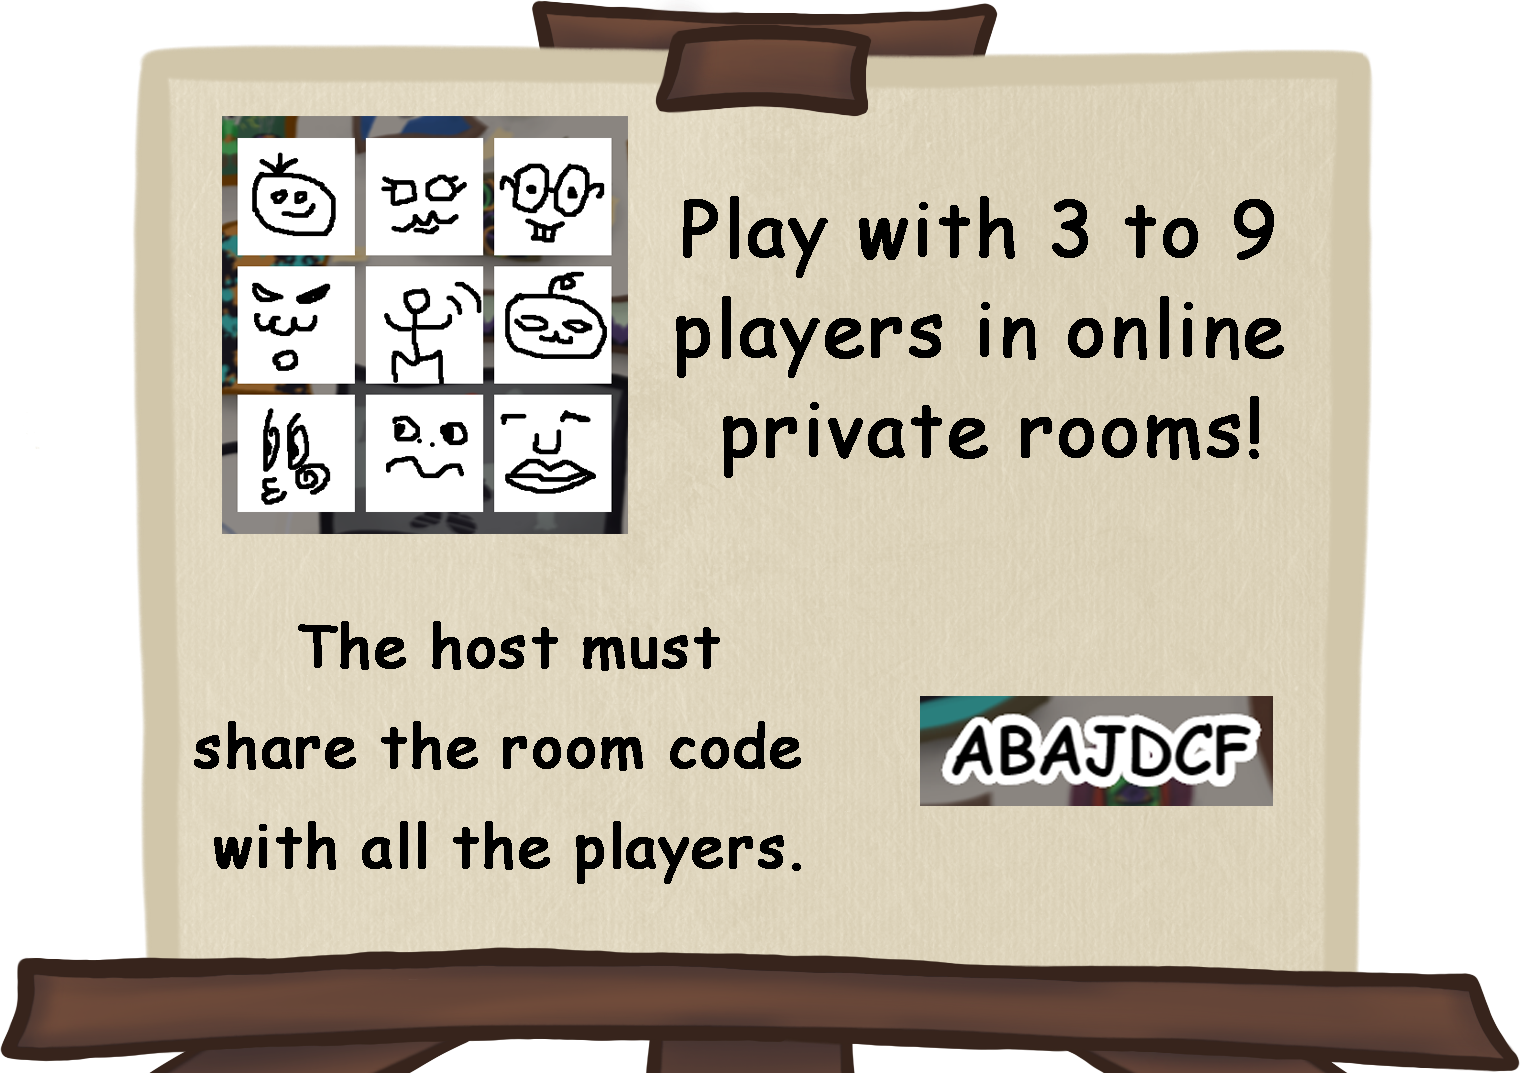 Play with 3 to 9
players in online
private rooms!
The host must
share the room code
with all the players.
ABAJDCF